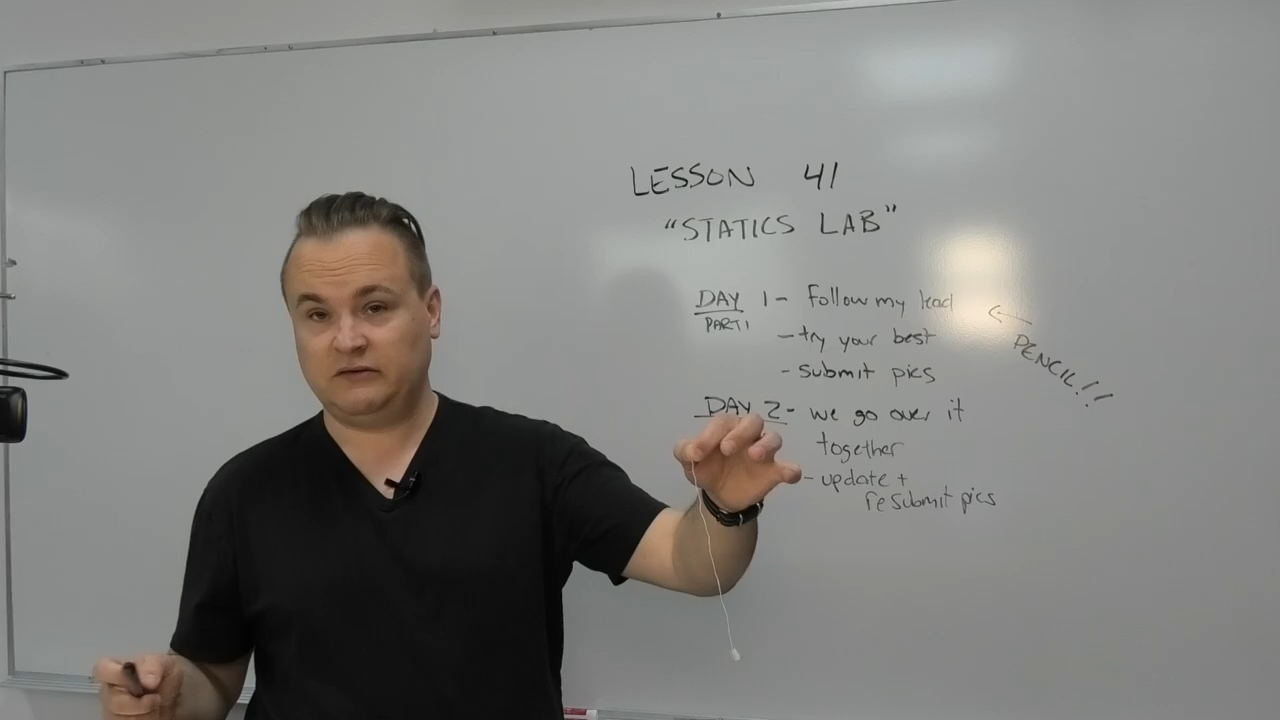 LESSON 41
"STATICS LAB"
DAY 1 - Follow my lead
PART 1
- try your best
- submit pics
PENCIL!!
DAY 2 - we go over it
together
- update +
resubmit pics